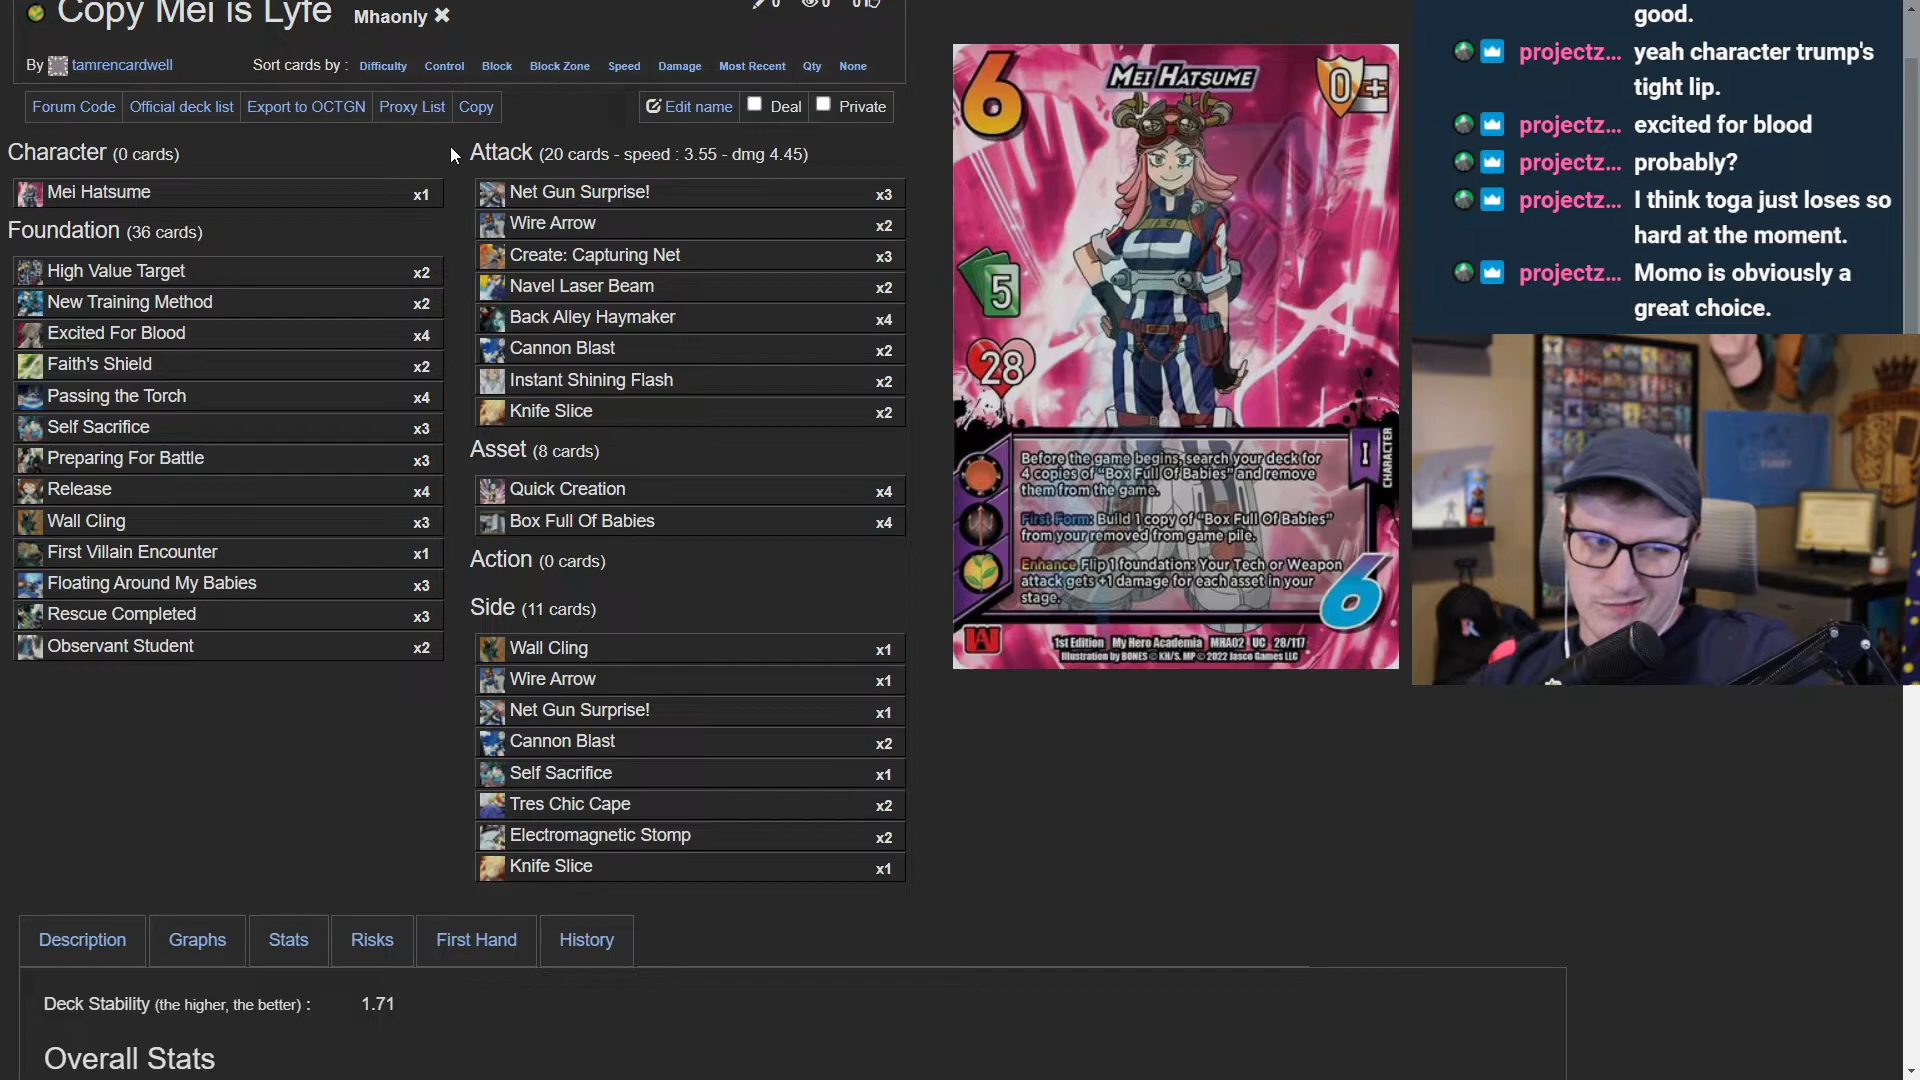 Copy Mei is Lyfe Mhaonly ✖
By tamrencardwell
Sort cards by : Difficulty Control Block Block Zone Speed Damage Most Recent Qty None
Forum Code Official deck list Export to OCTGN Proxy List Copy
Edit name Deal Private
Character (0 cards)
Mei Hatsume x1
Foundation (36 cards)
High Value Target x2
New Training Method x2
Excited For Blood x4
Faith's Shield x2
Passing the Torch x4
Self Sacrifice x3
Preparing For Battle x3
Release x4
Wall Cling x3
First Villain Encounter x1
Floating Around My Babies x3
Rescue Completed x3
Observant Student x2
Attack (20 cards - speed : 3.55 - dmg 4.45)
Net Gun Surprise! x3
Wire Arrow x2
Create: Capturing Net x3
Navel Laser Beam x2
Back Alley Haymaker x4
Cannon Blast x2
Instant Shining Flash x2
Knife Slice x2
Asset (8 cards)
Quick Creation x4
Box Full Of Babies x4
Action (0 cards)
Side (11 cards)
Wall Cling x1
Wire Arrow x1
Net Gun Surprise! x1
Cannon Blast x2
Self Sacrifice x1
Tres Chic Cape x2
Electromagnetic Stomp x2
Knife Slice x1
6
MEI HATSUME
0 +
5
28
I
CHARACTER
Before the game begins, search your deck for
4 copies of "Box Full Of Babies" and remove
them from the game.
First Form: Build 1 copy of "Box Full Of Babies"
from your removed from game pile.
Enhance Flip 1 foundation: Your Tech or Weapon
attack gets +1 damage for each asset in your
stage.
6
1st Edition My Hero Academia MHA02 UC 28/117
Illustration by BONES © KH/S, MP © 2022 Jasco Games LLC
good.
projectz... yeah character trump's
tight lip.
projectz... excited for blood
projectz... probably?
projectz... I think toga just loses so
hard at the moment.
projectz... Momo is obviously a
great choice.
Description Graphs Stats Risks First Hand History
Deck Stability (the higher, the better) : 1.71
Overall Stats